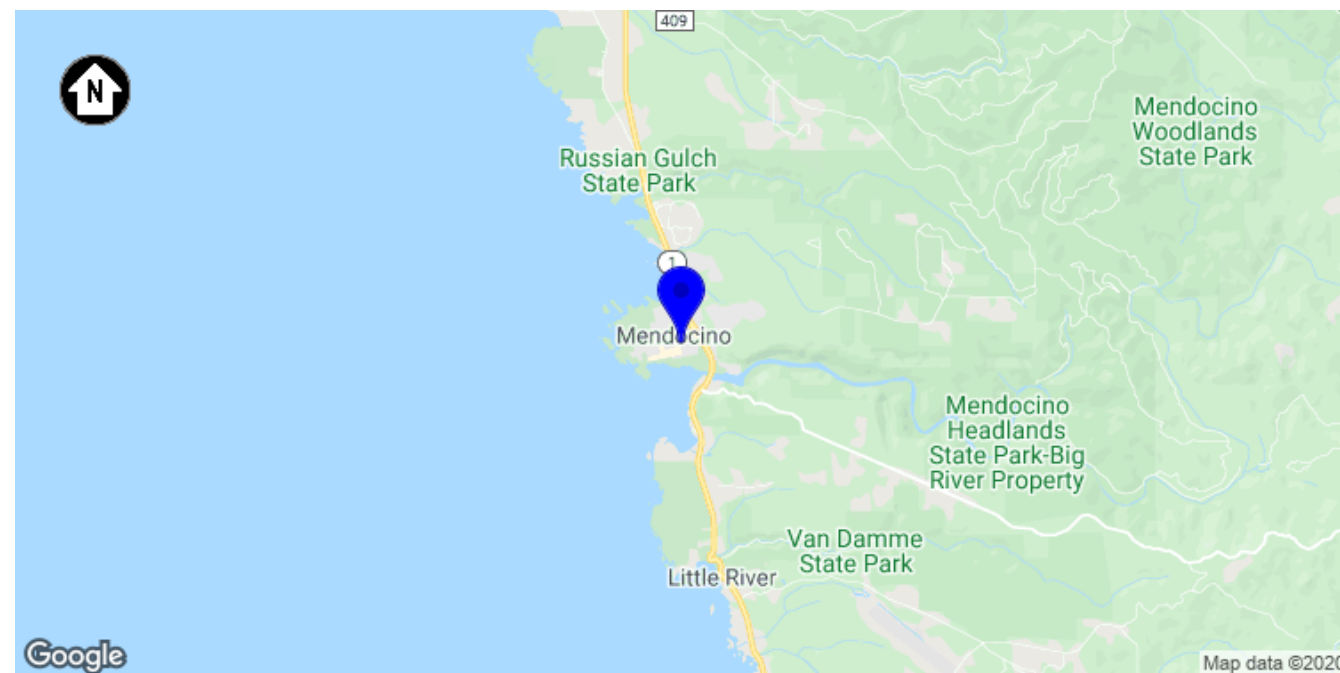 409
N
Mendocino
Woodlands
State Park
Russian Gulch
State Park
1
Mendocino
Mendocino
Headlands
State Park-Big
River Property
Van Damme
State Park
Little River
Google
Map data ©2020